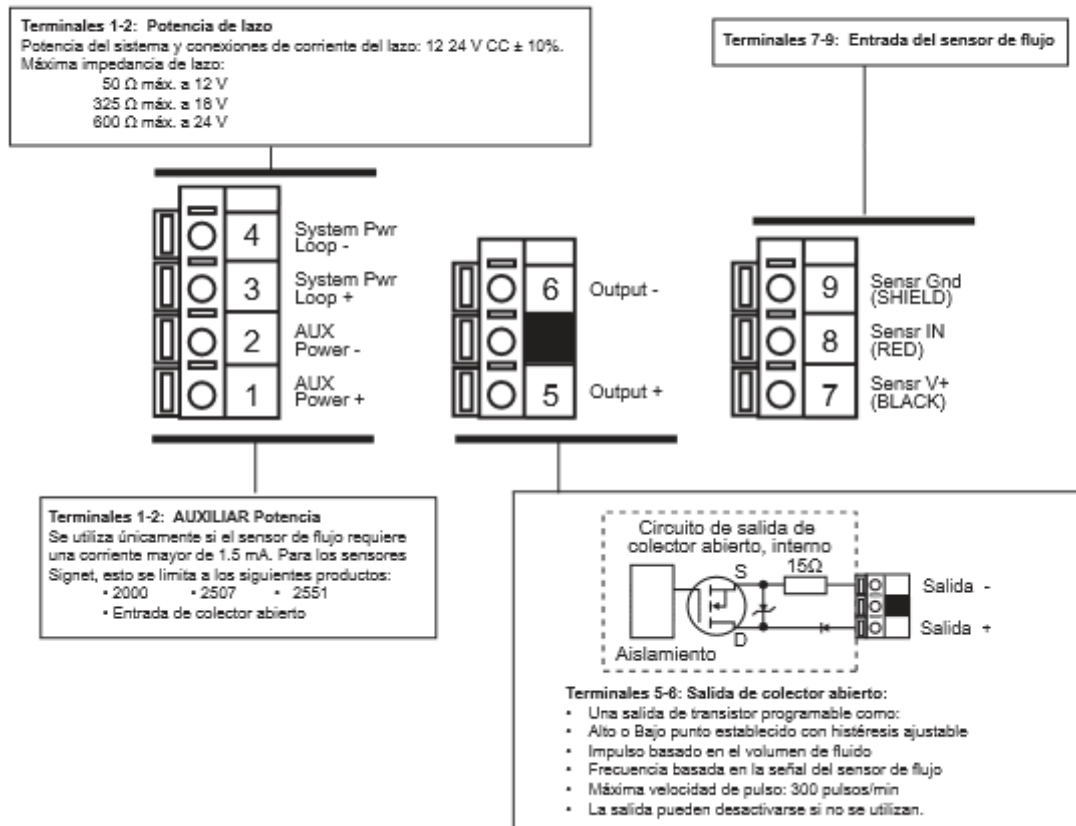 Terminales 1-2: Potencia de lazo
Potencia del sistema y conexiones de corriente del lazo: 12 24 V CC ± 10%.
Máxima impedancia de lazo:
50 Ω máx. a 12 V
325 Ω máx. a 18 V
600 Ω máx. a 24 V
Terminales 7-9: Entrada del sensor de flujo
4 System Pwr
Loop -
3 System Pwr
Loop +
2 AUX
Power -
1 AUX
Power +
6 Output -
5 Output +
9 Sensr Gnd
(SHIELD)
8 Sensr IN
(RED)
7 Sensr V+
(BLACK)
Terminales 1-2: AUXILIAR Potencia
Se utiliza únicamente si el sensor de flujo requiere
una corriente mayor de 1.5 mA. Para los sensores
Signet, esto se limita a los siguientes productos:
• 2000 • 2507 • 2551
• Entrada de colector abierto
Circuito de salida de
colector abierto, interno
15Ω
S
D
Aislamiento
Salida -
Salida +
Terminales 5-6: Salida de colector abierto:
• Una salida de transistor programable como:
• Alto o Bajo punto establecido con histéresis ajustable
• Impulso basado en el volumen de fluido
• Frecuencia basada en la señal del sensor de flujo
• Máxima velocidad de pulso: 300 pulsos/min
• La salida pueden desactivarse si no se utilizan.